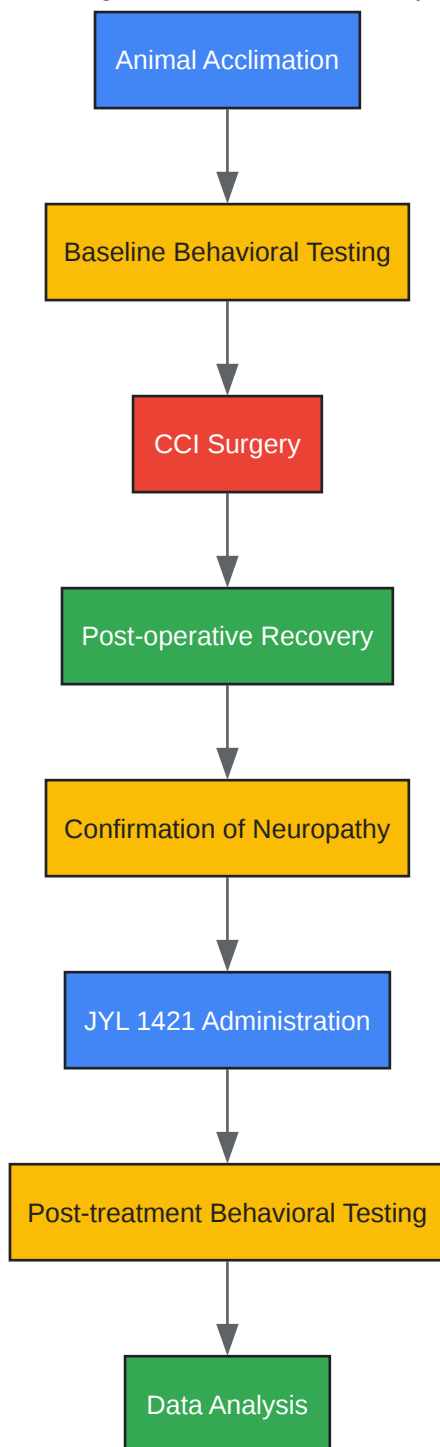 Animal Acclimation
Baseline Behavioral Testing
CCI Surgery
Post-operative Recovery
Confirmation of Neuropathy
JYL 1421 Administration
Post-treatment Behavioral Testing
Data Analysis